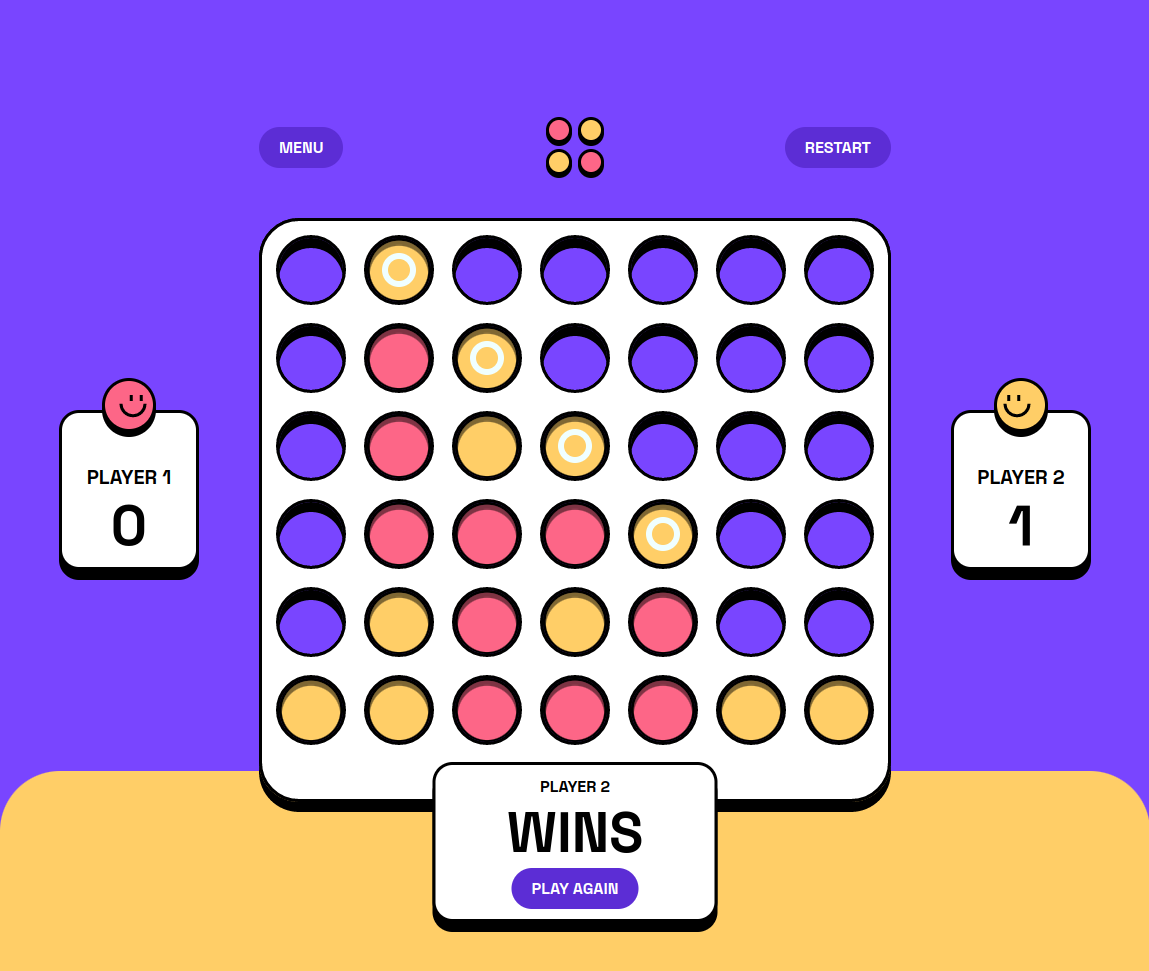 MENU
RESTART
PLAYER 1
0
PLAYER 2
1
PLAYER 2
WINS
PLAY AGAIN